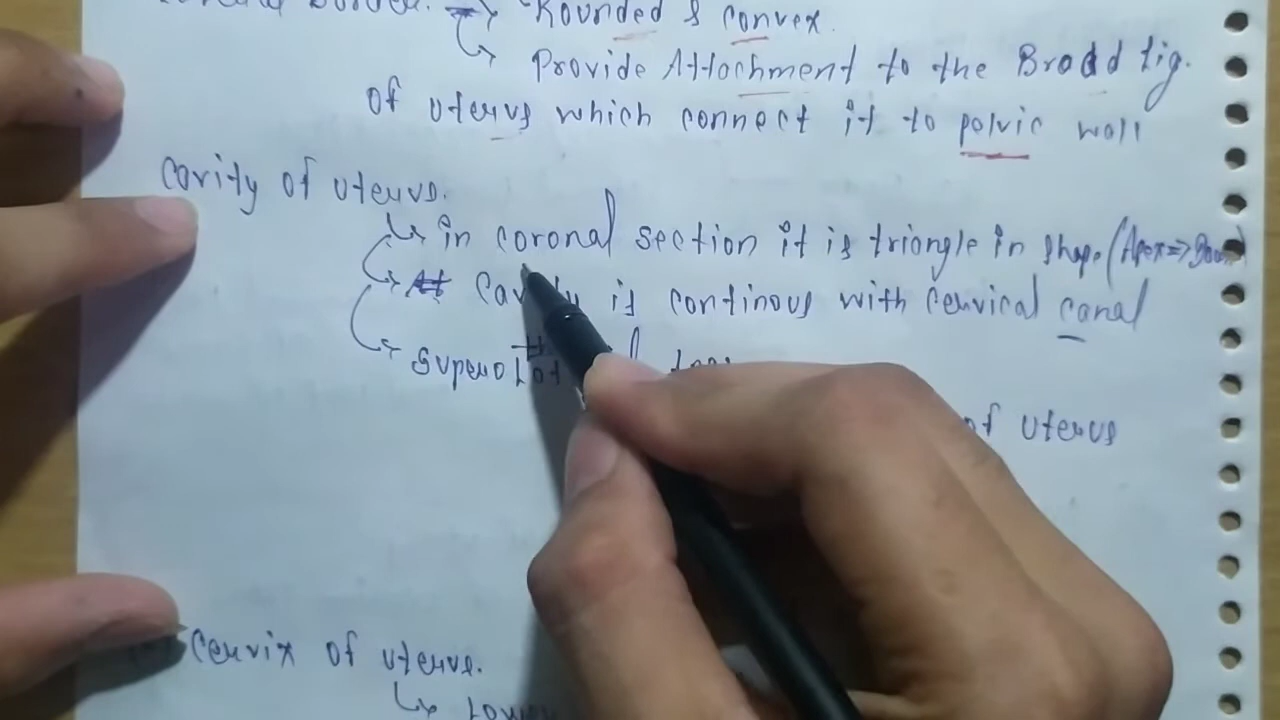 Border. → Rounded & convex.
↳ Provide Attachment to the Broad lig.
of uterus which connect it to pelvic wall
Cavity of uterus.
↳ in coronal section it is triangle in shape (Apex ⇒
↳ Cavity is continous with cervical canal
↳
of uterus
Cervix of uterus.
↳